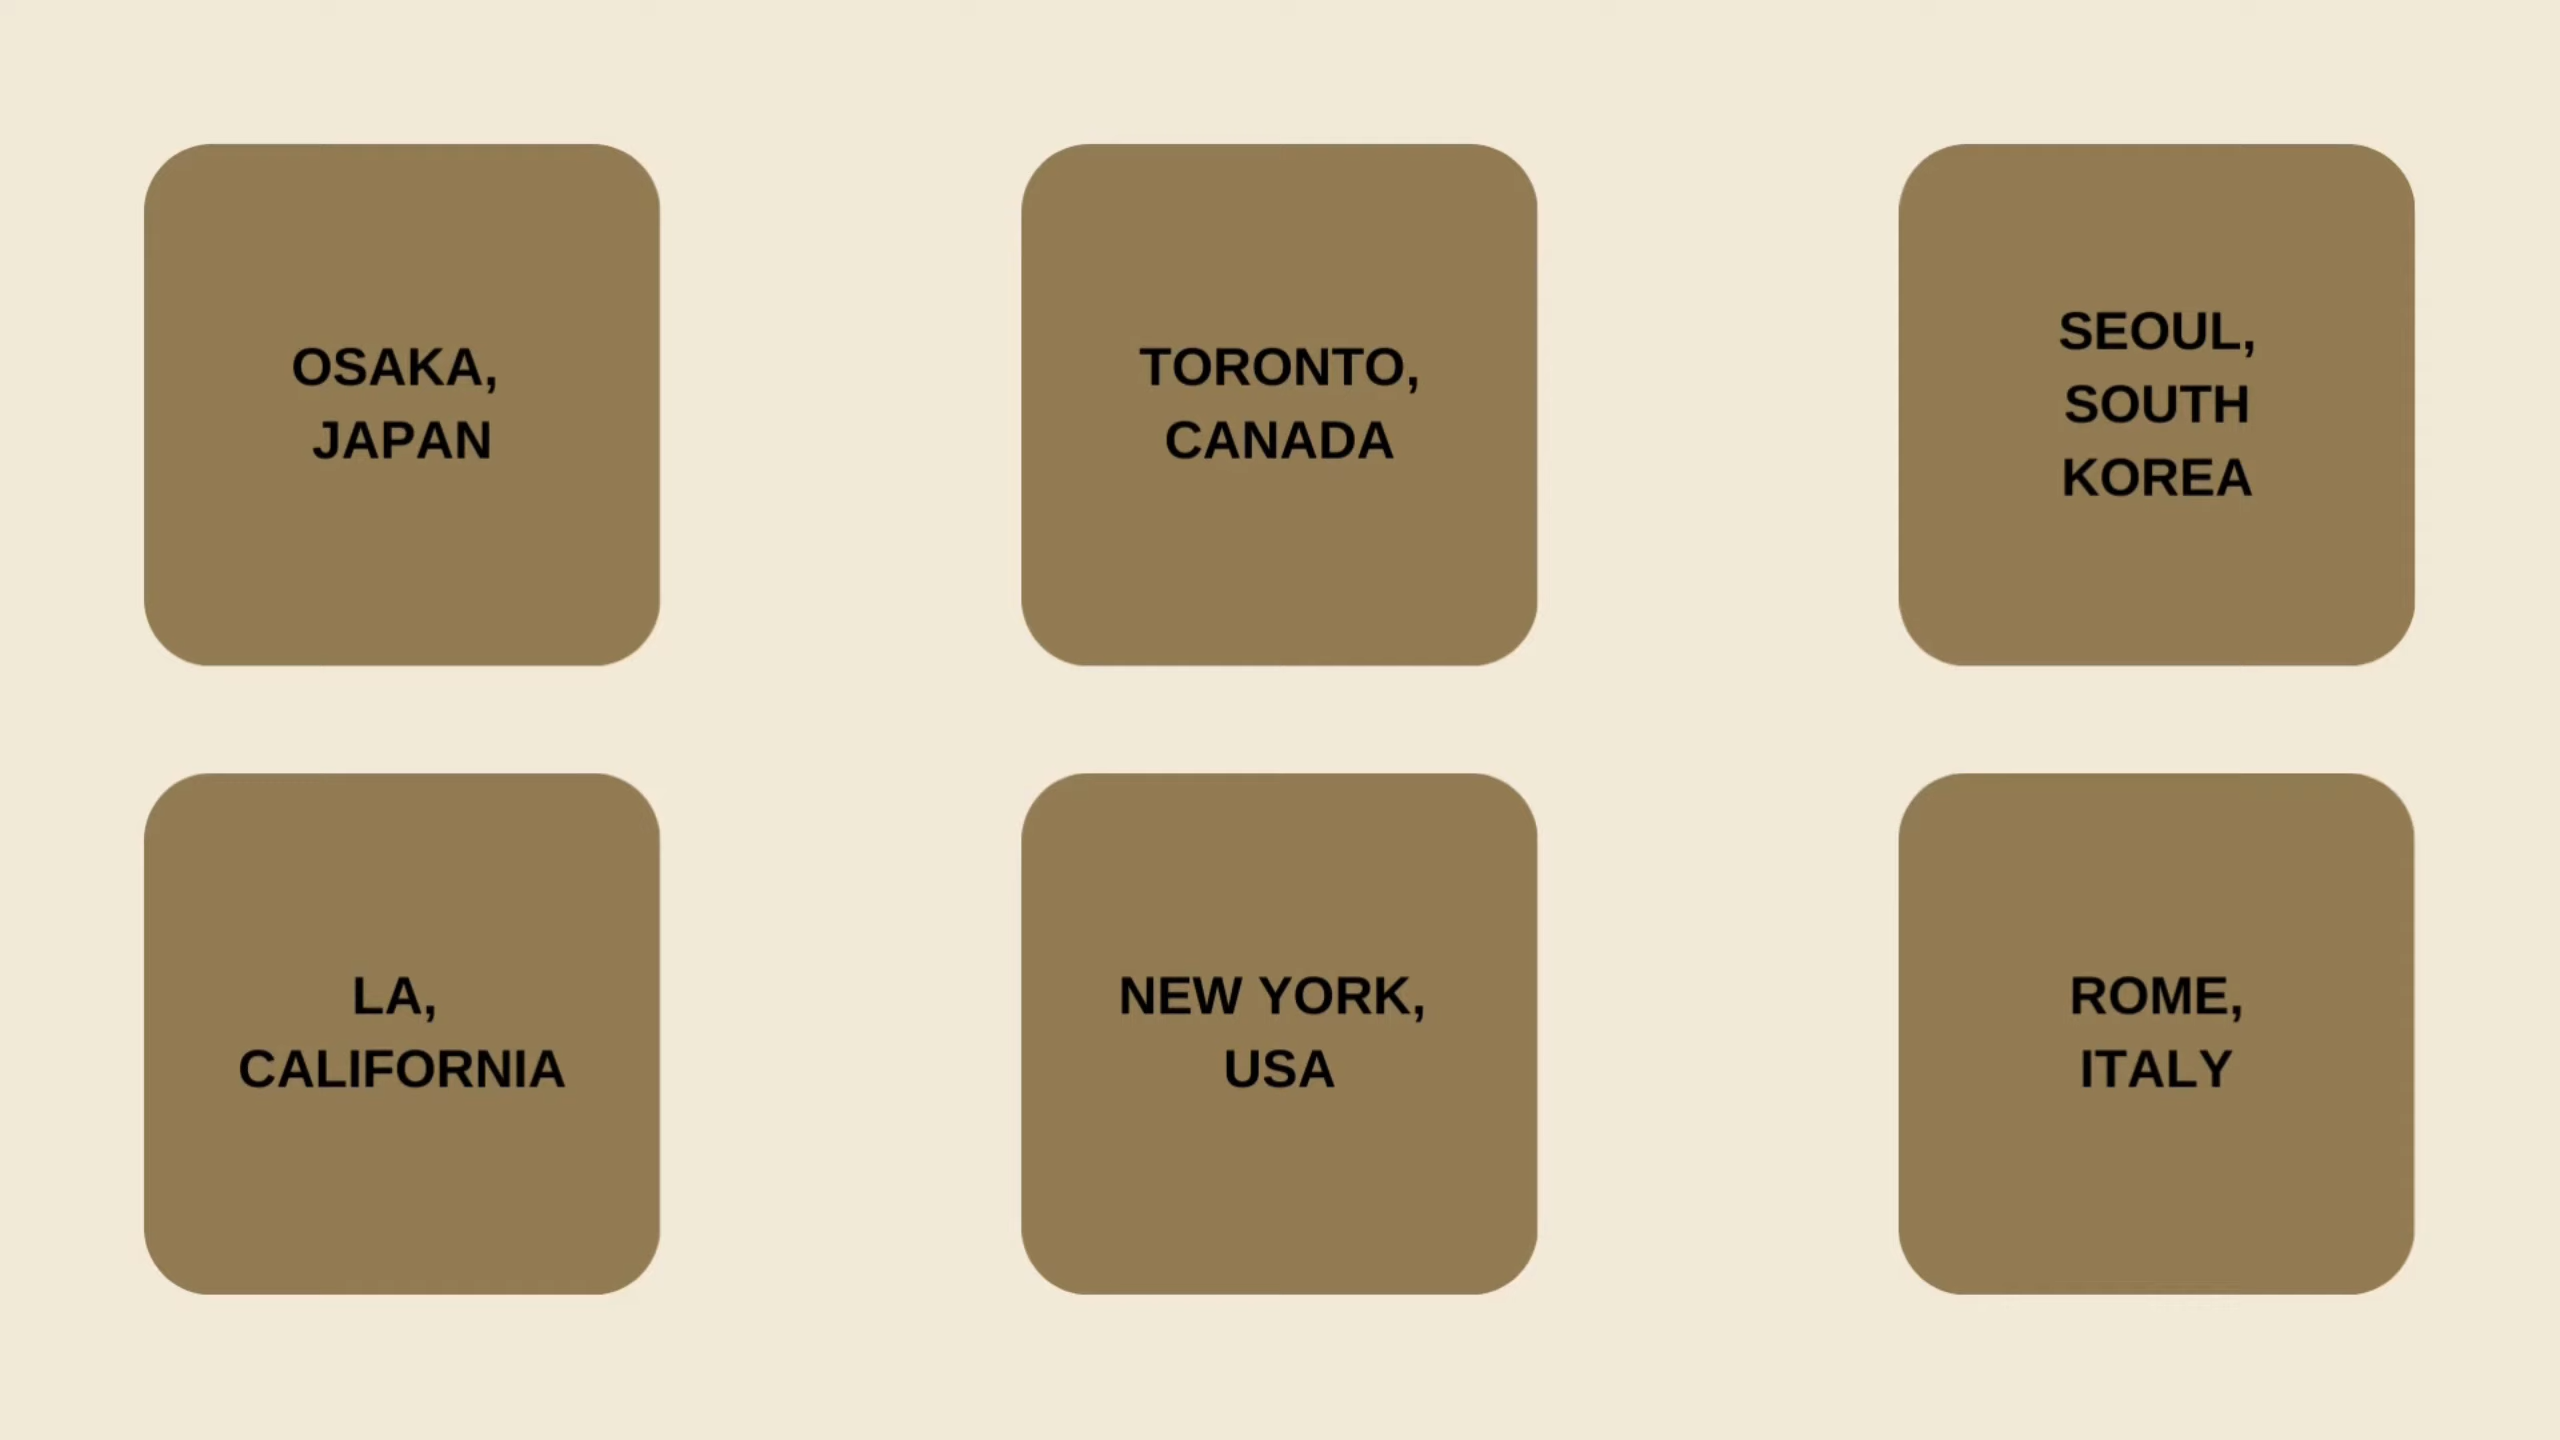 OSAKA,
JAPAN
TORONTO,
CANADA
SEOUL,
SOUTH
KOREA
LA,
CALIFORNIA
NEW YORK,
USA
ROME,
ITALY